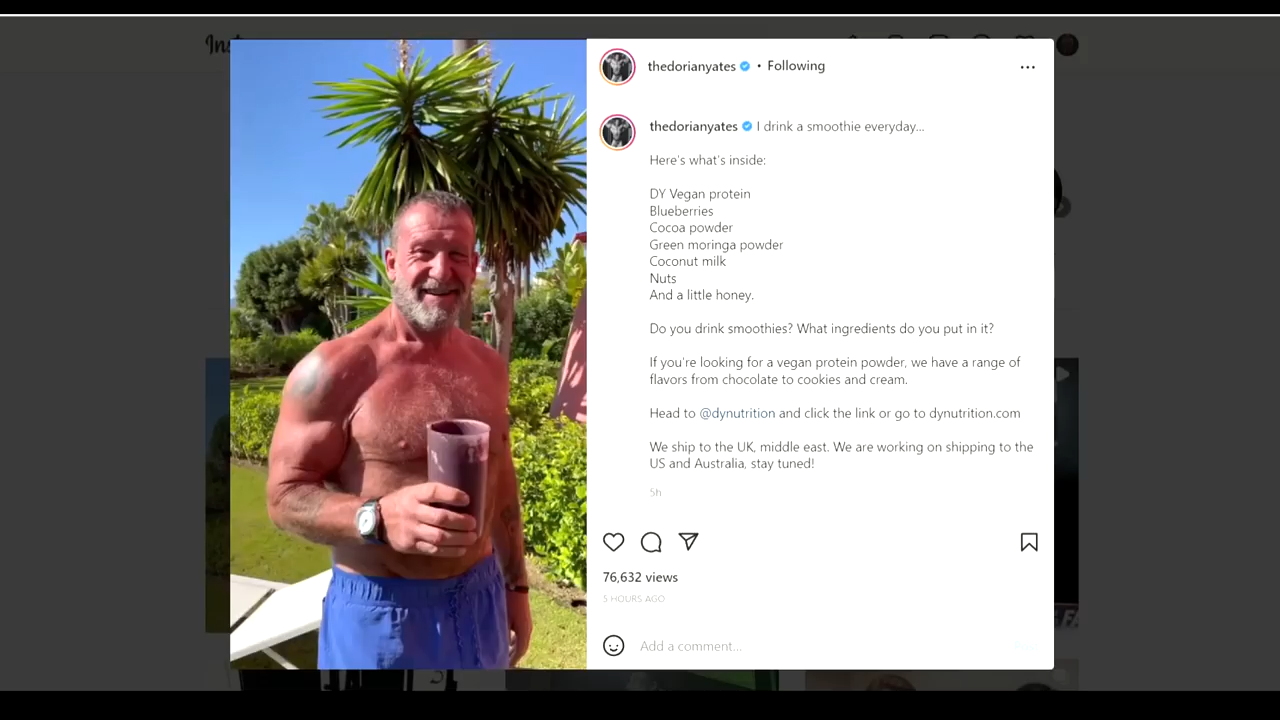 Ins
thedorianyates • Following
thedorianyates I drink a smoothie everyday...
Here's what's inside:
DY Vegan protein
Blueberries
Cocoa powder
Green moringa powder
Coconut milk
Nuts
And a little honey.
Do you drink smoothies? What ingredients do you put in it?
If you're looking for a vegan protein powder, we have a range of
flavors from chocolate to cookies and cream.
Head to @dynutrition and click the link or go to dynutrition.com
We ship to the UK, middle east. We are working on shipping to the
US and Australia, stay tuned!
5h
76,632 views
5 HOURS AGO
Add a comment...